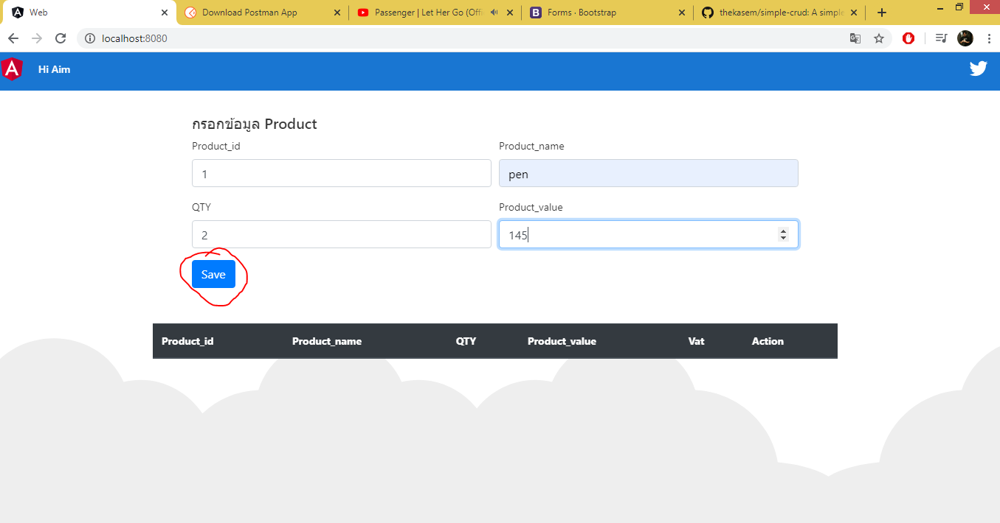 Web Download Postman App Passenger | Let Her Go (Offi Forms · Bootstrap thekasem/simple-crud: A simple
localhost:8080
Hi Aim
กรอกข้อมูล Product
Product_id Product_name
1 pen
QTY Product_value
2 145
Save
Product_id Product_name QTY Product_value Vat Action